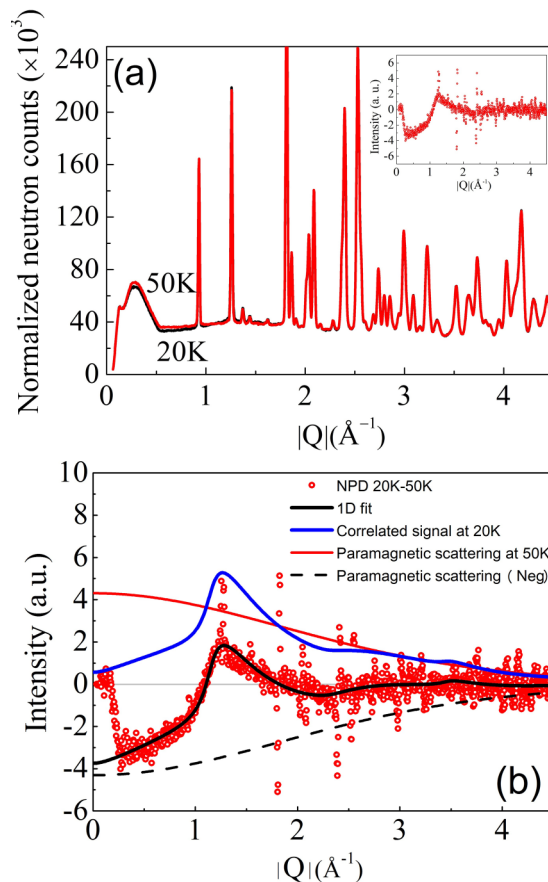 (a)
Normalized neutron counts (×10³)
240
200
160
120
80
40
0
50K
20K
1
2
3
4
|Q|(Å⁻¹)
Intensity (a. u.)
6
4
2
0
-2
-4
-6
0
1
2
3
4
|Q|(Å⁻¹)
(b)
Intensity (a.u.)
10
8
6
4
2
0
-2
-4
-6
NPD 20K-50K
1D fit
Correlated signal at 20K
Paramagnetic scattering at 50K
Paramagnetic scattering ( Neg)
0
1
2
3
4
|Q|(Å⁻¹)